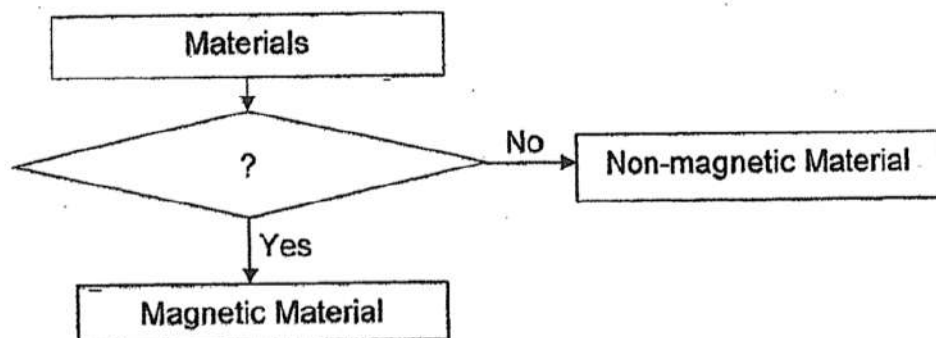 Materials
?
No
Non-magnetic Material
Yes
Magnetic Material